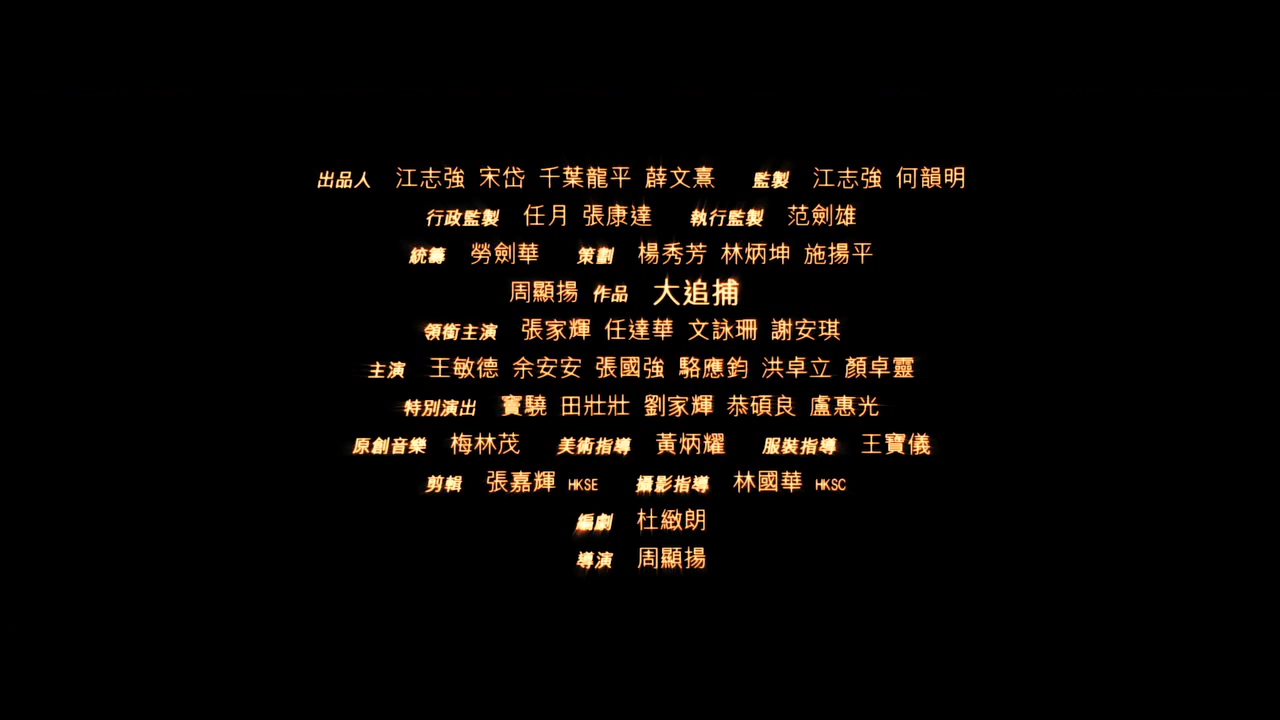 出品人 江志強 宋岱 千葉龍平 薜文熹 監製 江志強 何韻明
行政監製 任月 張康達 執行監製 范劍雄
統籌 勞劍華 策劃 楊秀芳 林炳坤 施揚平
周顯揚 作品 大追捕
領銜主演 張家輝 任達華 文詠珊 謝安琪
主演 王敏德 余安安 張國強 駱應鈞 洪卓立 顏卓靈
特別演出 竇驍 田壯壯 劉家輝 恭碩良 盧惠光
原創音樂 梅林茂 美術指導 黃炳耀 服裝指導 王寶儀
剪輯 張嘉輝 HKSE 攝影指導 林國華 HKSC
編劇 杜緻朗
導演 周顯揚